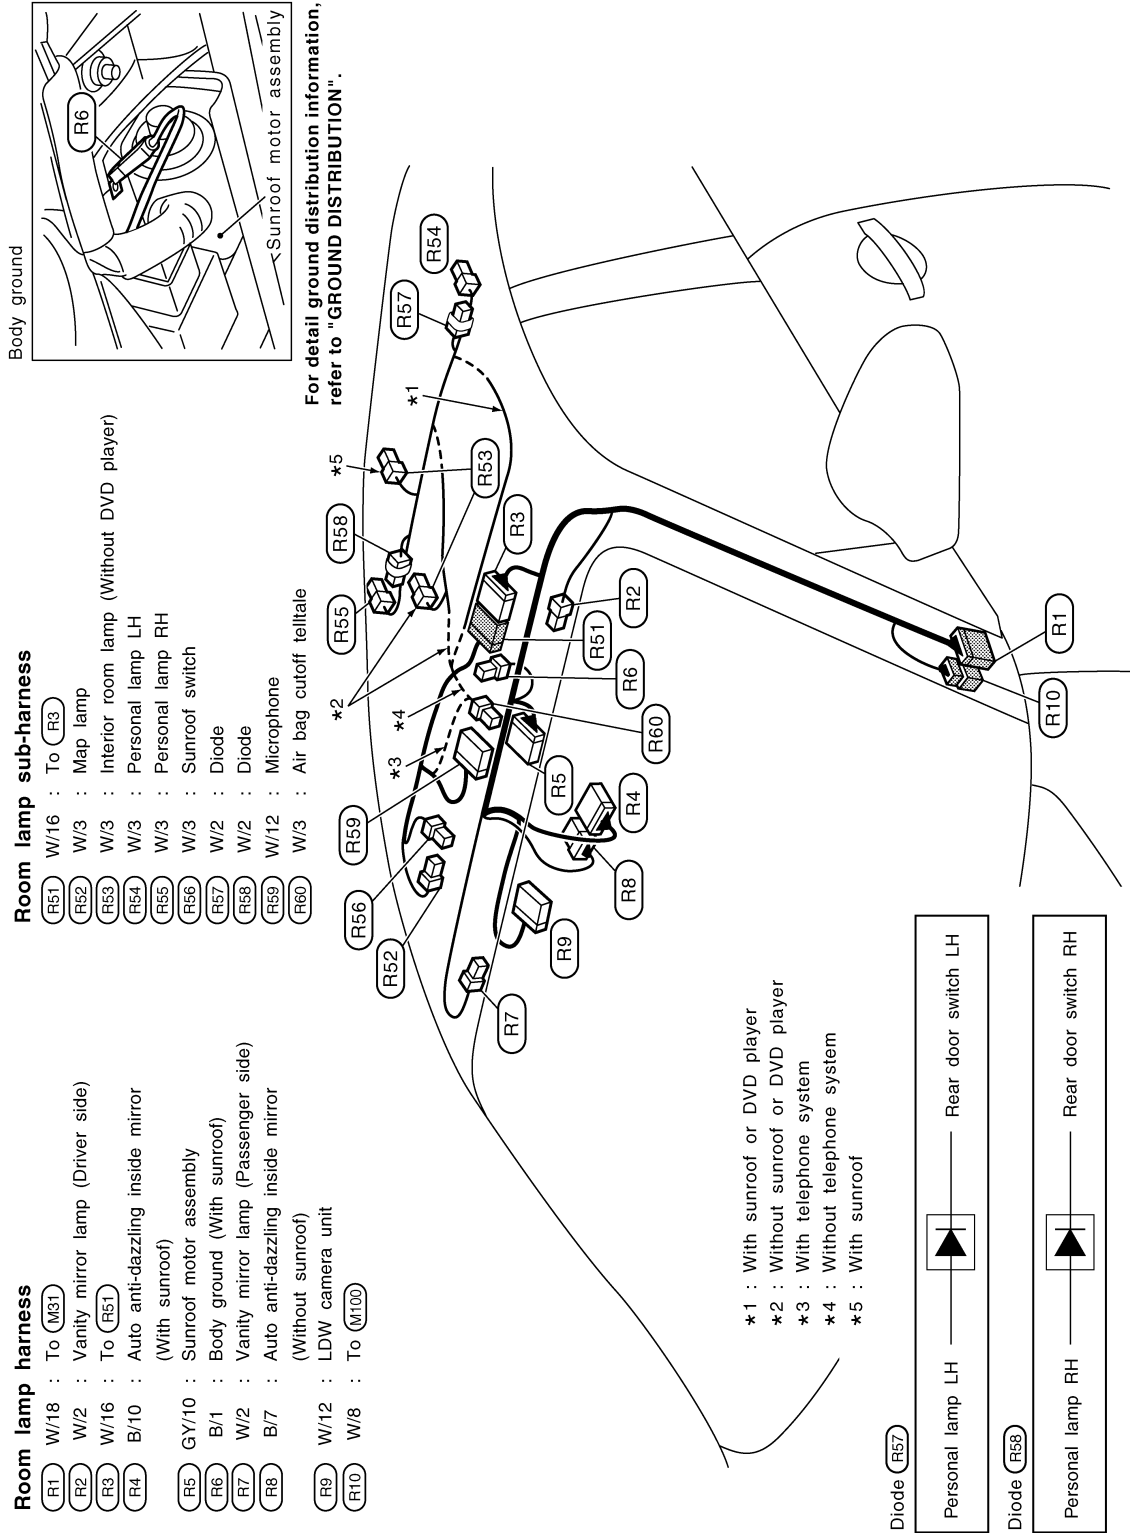 Room lamp harness
R1 W/18 : To M31
R2 W/2 : Vanity mirror lamp (Driver side)
R3 W/16 : To R51
R4 B/10 : Auto anti-dazzling inside mirror
(With sunroof)
R5 GY/10 : Sunroof motor assembly
R6 B/1 : Body ground (With sunroof)
R7 W/2 : Vanity mirror lamp (Passenger side)
R8 B/7 : Auto anti-dazzling inside mirror
(Without sunroof)
R9 W/12 : LDW camera unit
R10 W/8 : To M100
Room lamp sub-harness
R51 W/16 : To R3
R52 W/3 : Map lamp
R53 W/3 : Interior room lamp (Without DVD player)
R54 W/3 : Personal lamp LH
R55 W/3 : Personal lamp RH
R56 W/3 : Sunroof switch
R57 W/2 : Diode
R58 W/2 : Diode
R59 W/12 : Microphone
R60 W/3 : Air bag cutoff telltale
Body ground
R6
Sunroof motor assembly
For detail ground distribution information,
refer to "GROUND DISTRIBUTION".
R54
R57
*1
*5
R53
R58
R3
R55
R2
*2
R51
R6
*4
R60
*3
R5
R59
R4
R56
R8
R52
R9
R7
R1
R10
*1 : With sunroof or DVD player
*2 : Without sunroof or DVD player
*3 : With telephone system
*4 : Without telephone system
*5 : With sunroof
Diode R57
Personal lamp LH
Rear door switch LH
Diode R58
Personal lamp RH
Rear door switch RH